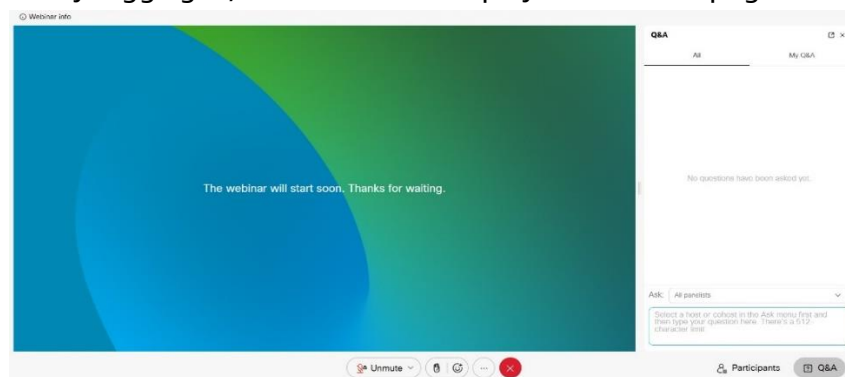 Webinar info
The webinar will start soon. Thanks for waiting.
Q&A
All
My Q&A
No questions have been asked yet.
Ask:
All panelists
Select a host or cohost in the Ask menu first and
then type your question here. There's a 512
character limit
Unmute
Participants
Q&A